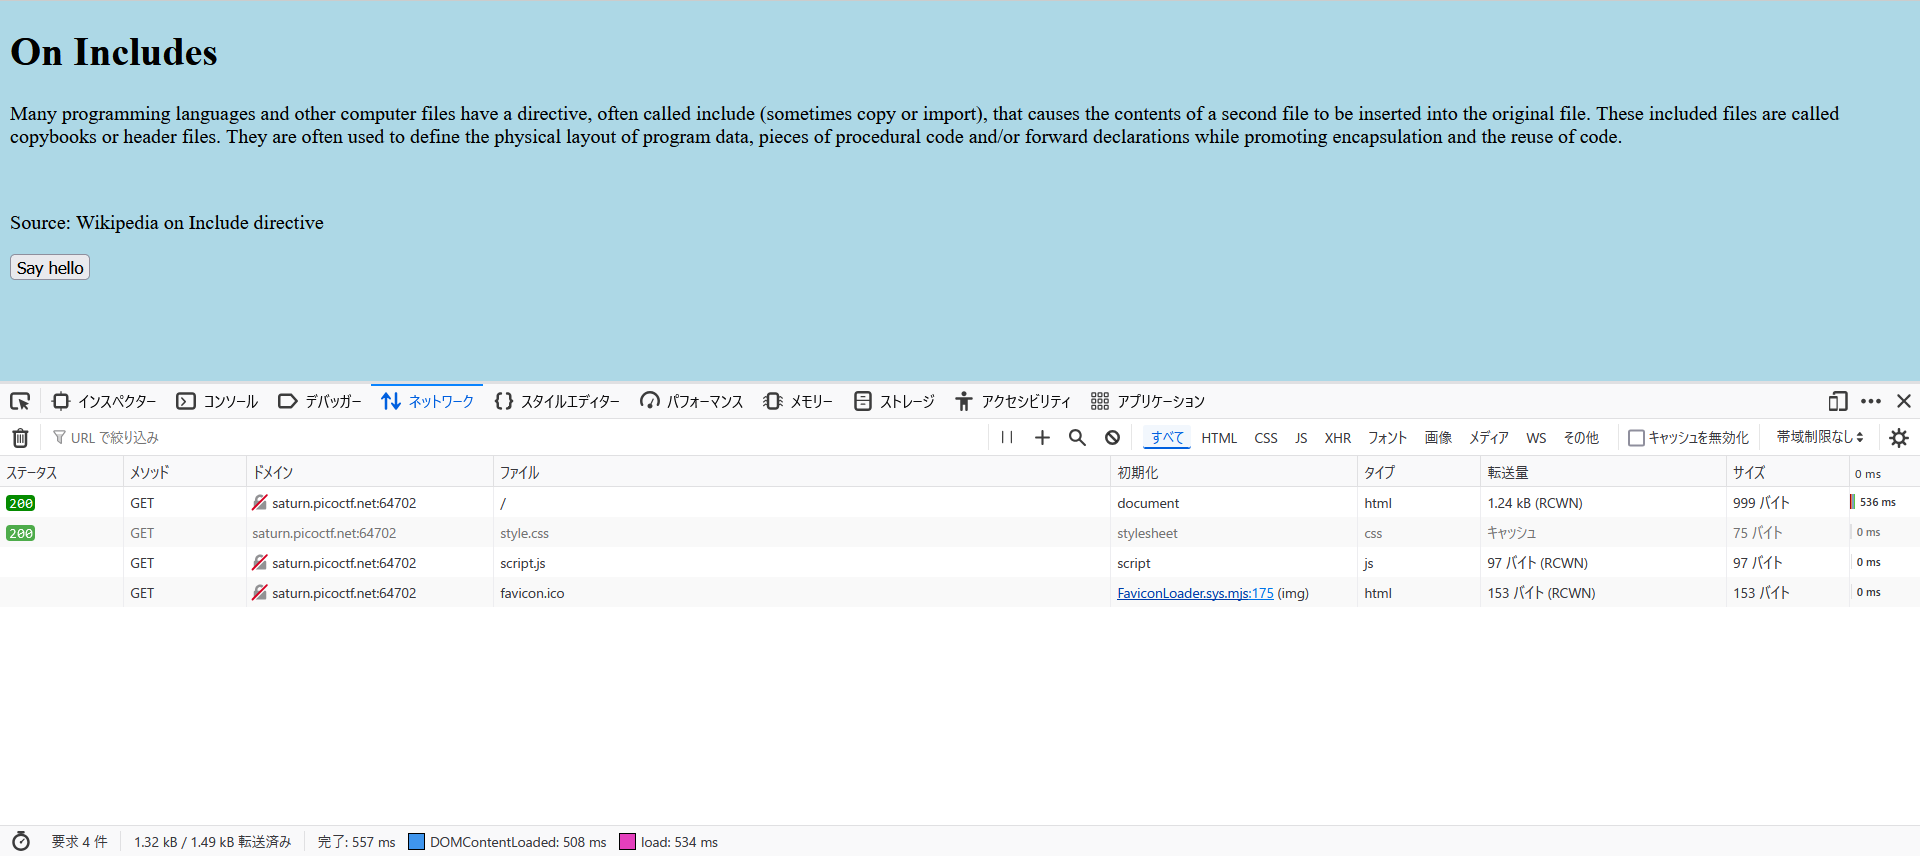 On Includes
Many programming languages and other computer files have a directive, often called include (sometimes copy or import), that causes the contents of a second file to be inserted into the original file. These included files are called
copybooks or header files. They are often used to define the physical layout of program data, pieces of procedural code and/or forward declarations while promoting encapsulation and the reuse of code.
Source: Wikipedia on Include directive
Say hello
インスペクター コンソール デバッガー ネットワーク スタイルエディター パフォーマンス メモリー ストレージ アクセシビリティ アプリケーション
URL で絞り込み すべて HTML CSS JS XHR フォント 画像 メディア WS その他 キャッシュを無効化 帯域制限なし
ステータス メソッド ドメイン ファイル 初期化 タイプ 転送量 サイズ 0 ms
200 GET saturn.picoctf.net:64702 / document html 1.24 kB (RCWN) 999 バイト 536 ms
200 GET saturn.picoctf.net:64702 style.css stylesheet css キャッシュ 75 バイト 0 ms
GET saturn.picoctf.net:64702 script.js script js 97 バイト (RCWN) 97 バイト 0 ms
GET saturn.picoctf.net:64702 favicon.ico FaviconLoader.sys.mjs:175 (img) html 153 バイト (RCWN) 153 バイト 0 ms
要求 4 件 1.32 kB / 1.49 kB 転送済み 完了: 557 ms DOMContentLoaded: 508 ms load: 534 ms